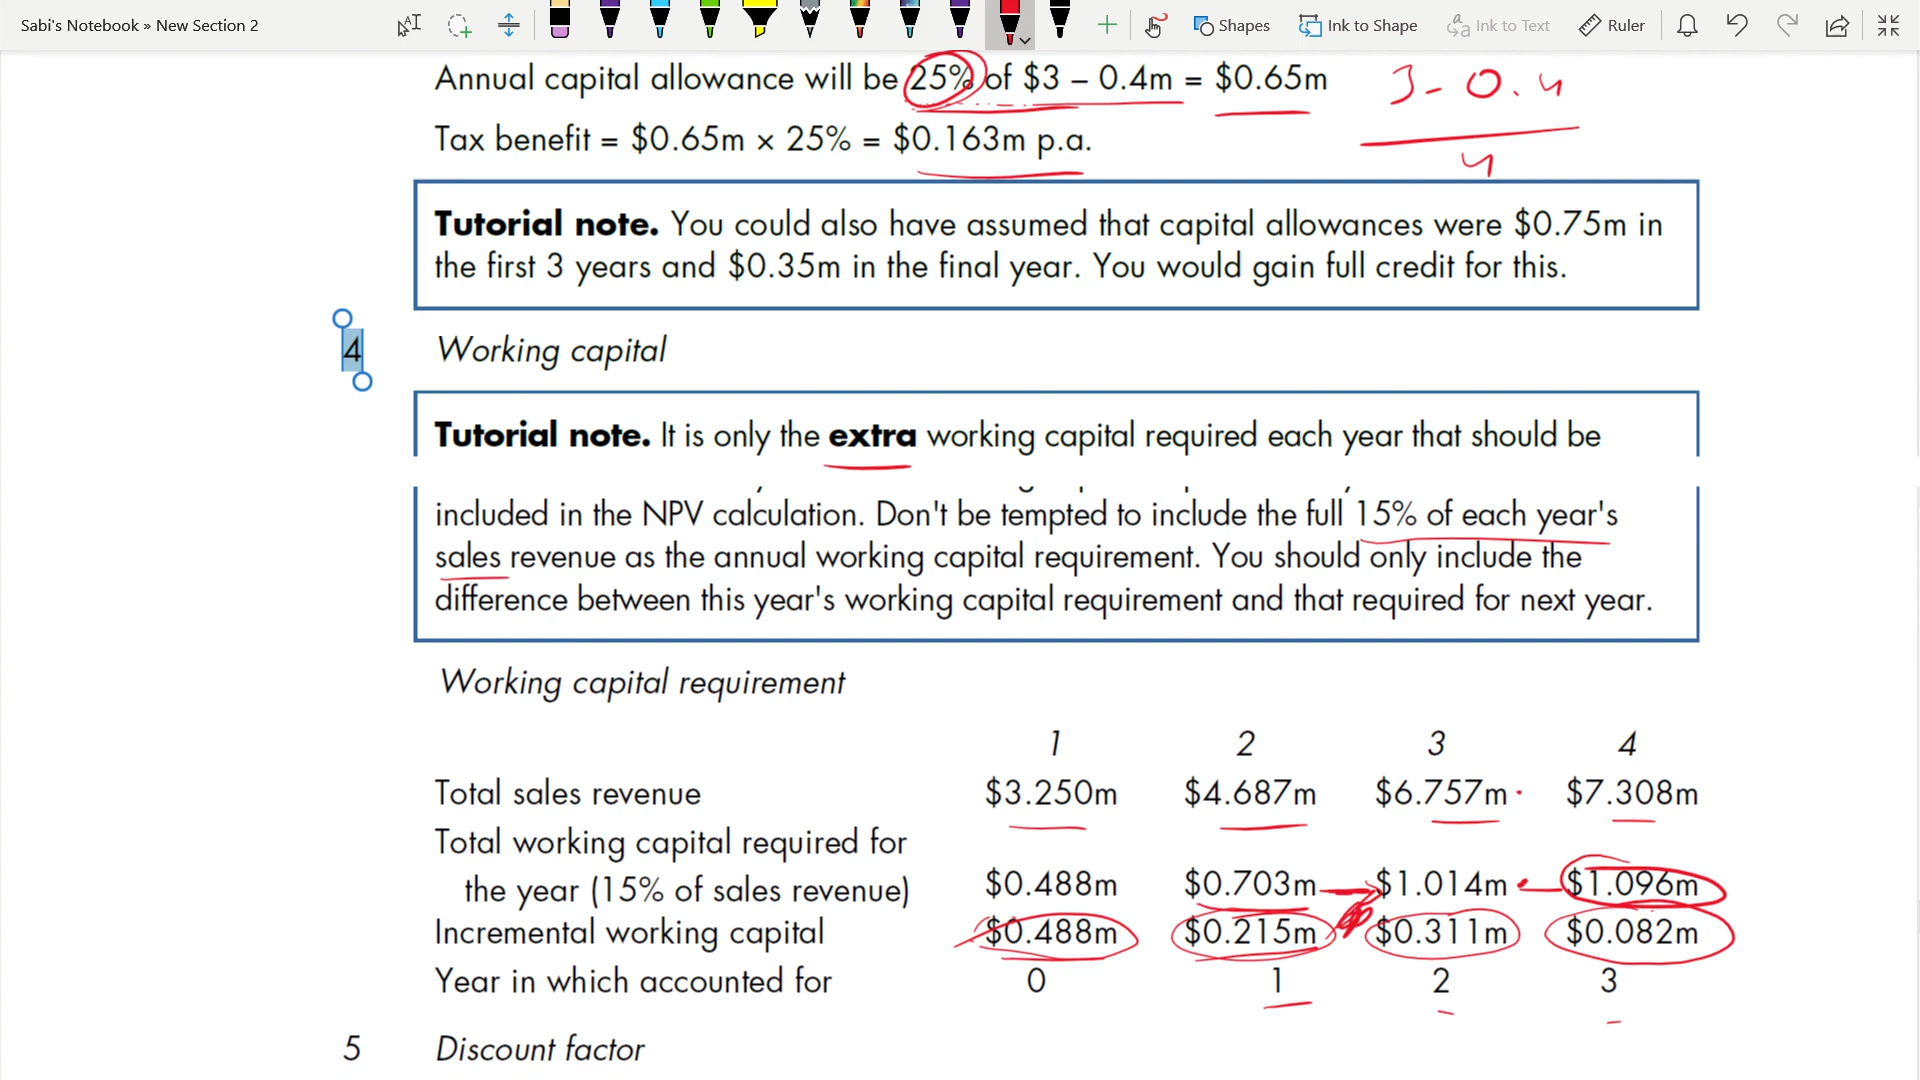 Sabi's Notebook » New Section 2
Shapes
Ink to Shape
Ink to Text
Ruler
Annual capital allowance will be 25% of $3 – 0.4m = $0.65m
3 - 0.4
4
Tax benefit = $0.65m × 25% = $0.163m p.a.
Tutorial note. You could also have assumed that capital allowances were $0.75m in
the first 3 years and $0.35m in the final year. You would gain full credit for this.
4 Working capital
Tutorial note. It is only the extra working capital required each year that should be
included in the NPV calculation. Don't be tempted to include the full 15% of each year's
sales revenue as the annual working capital requirement. You should only include the
difference between this year's working capital requirement and that required for next year.
Working capital requirement
1 2 3 4
Total sales revenue $3.250m $4.687m $6.757m $7.308m
Total working capital required for
the year (15% of sales revenue) $0.488m $0.703m $1.014m $1.096m
Incremental working capital $0.488m $0.215m $0.311m $0.082m
Year in which accounted for 0 1 2 3
5 Discount factor